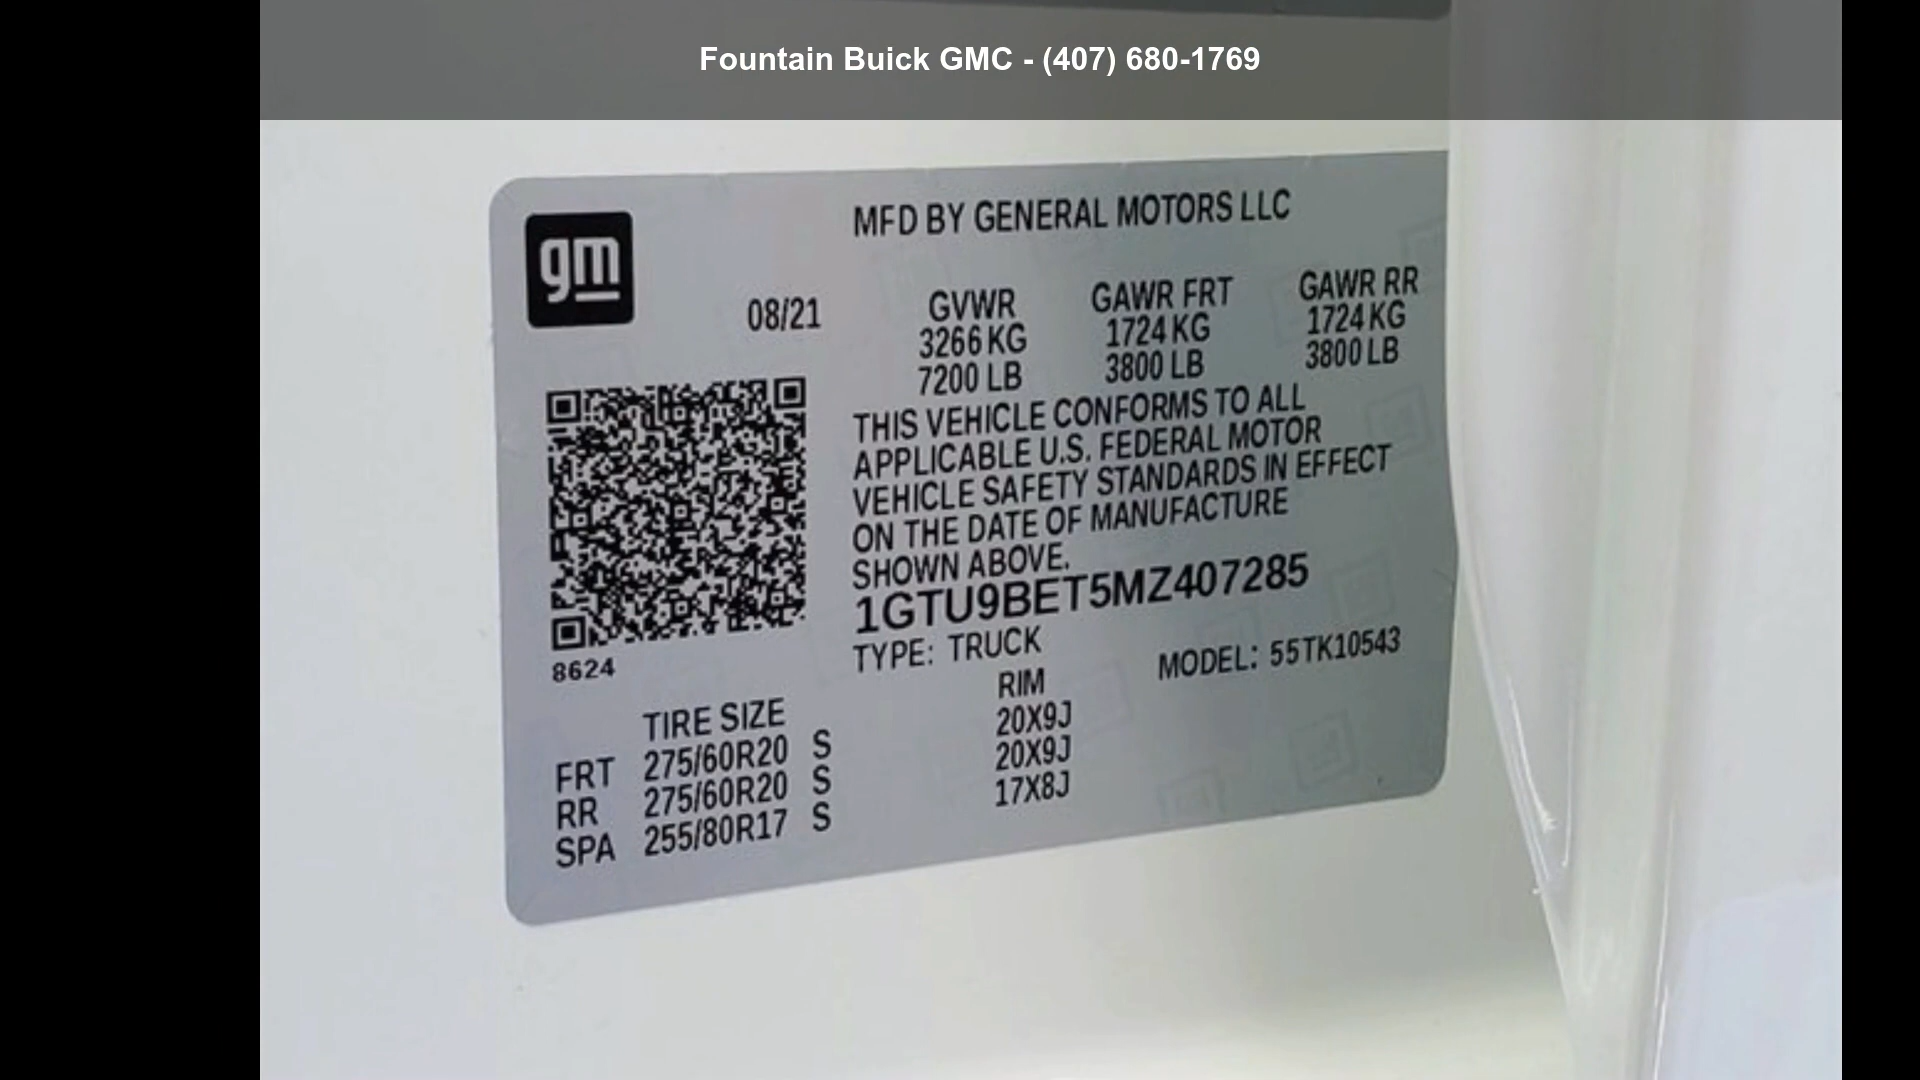 Fountain Buick GMC - (407) 680-1769
gm
MFD BY GENERAL MOTORS LLC
08/21
GVWR GAWR FRT GAWR RR
3266 KG 1724 KG 1724 KG
7200 LB 3800 LB 3800 LB
THIS VEHICLE CONFORMS TO ALL
APPLICABLE U.S. FEDERAL MOTOR
VEHICLE SAFETY STANDARDS IN EFFECT
ON THE DATE OF MANUFACTURE
SHOWN ABOVE.
1GTU9BET5MZ407285
TYPE: TRUCK MODEL: 55TK10543
8624
TIRE SIZE RIM
FRT 275/60R20 S 20X9J
RR 275/60R20 S 20X9J
SPA 255/80R17 S 17X8J